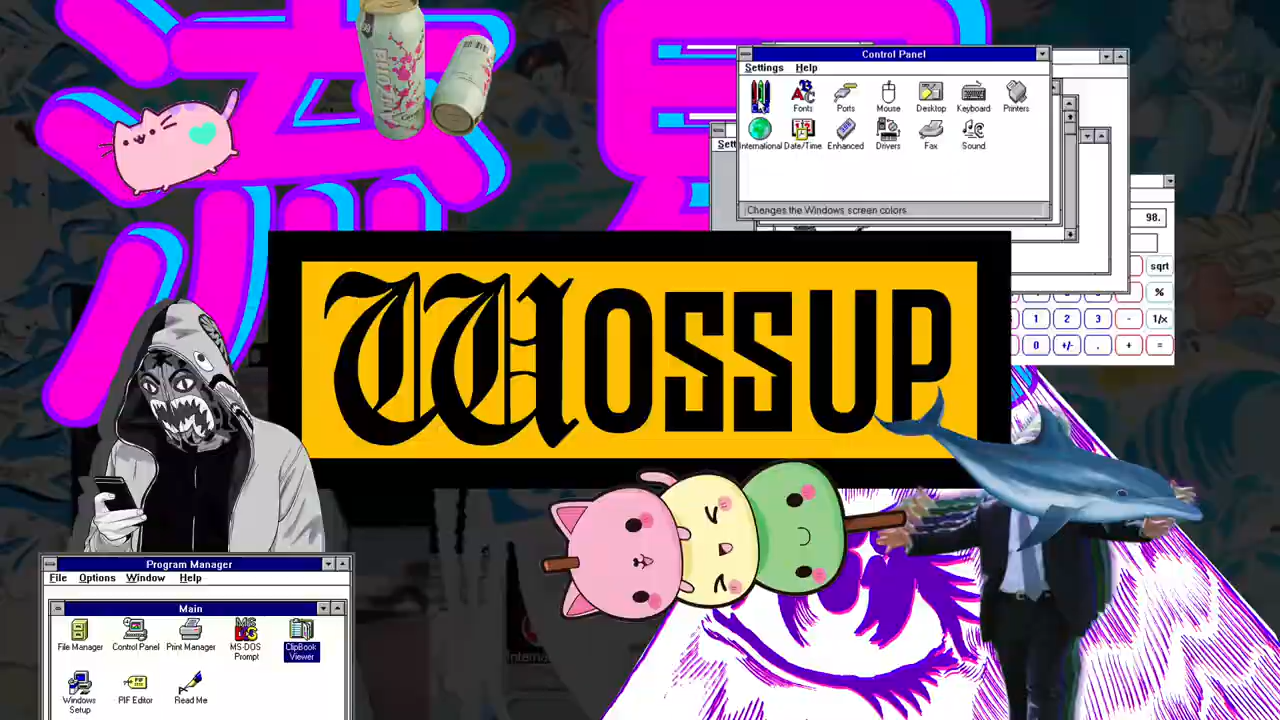 Control Panel
Settings Help
Fonts Ports Mouse Desktop Keyboard Printers
International Date/Time Enhanced Drivers Fax Sound
Changes the Windows screen colors
98.
sqrt
%
1 2 3 - 1/x
0 +/- . + =
WOSSUP
Program Manager
File Options Window Help
Main
File Manager Control Panel Print Manager MS-DOS Prompt ClipBook Viewer
Windows Setup PIF Editor Read Me